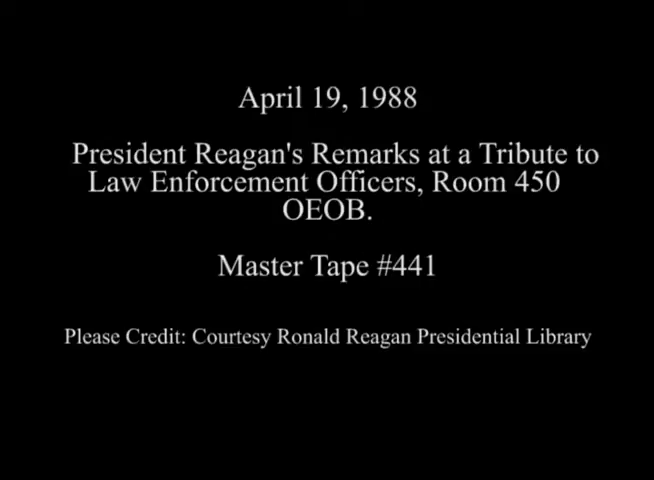 April 19, 1988
President Reagan's Remarks at a Tribute to
Law Enforcement Officers, Room 450
OEOB.
Master Tape #441
Please Credit: Courtesy Ronald Reagan Presidential Library